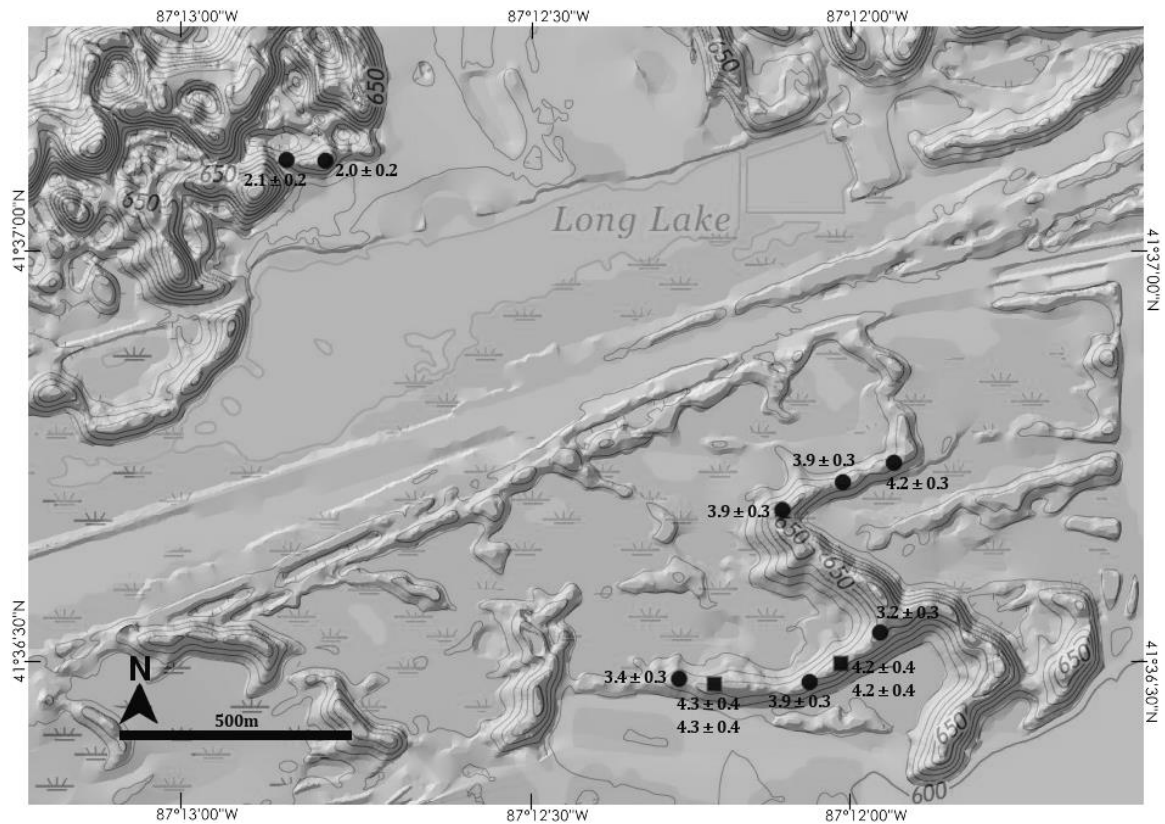 87°13'00"W
87°12'30"W
87°12'00"W
650
650
2.1 ± 0.2
2.0 ± 0.2
650
650
Long Lake
41°37'00"N
41°37'00"N
3.9 ± 0.3
4.2 ± 0.3
3.9 ± 0.3
650
650
3.2 ± 0.3
3.4 ± 0.3
4.2 ± 0.4
4.2 ± 0.4
4.3 ± 0.4
4.3 ± 0.4
3.9 ± 0.3
650
650
600
41°36'30"N
41°36'30"N
N
500m
87°13'00"W
87°12'30"W
87°12'00"W